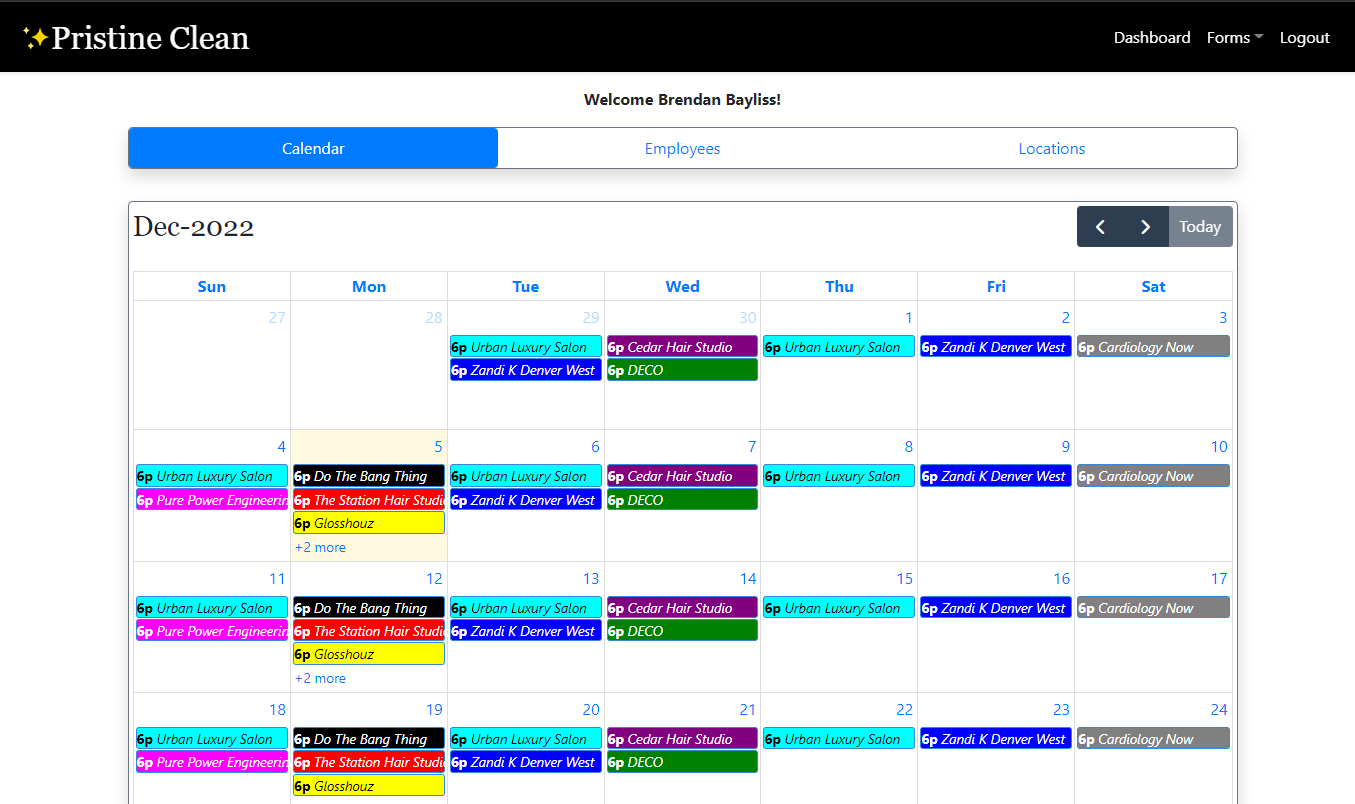 ✨Pristine Clean
Dashboard Forms Logout
Welcome Brendan Bayliss!
Calendar Employees Locations
Dec-2022
Today
Sun Mon Tue Wed Thu Fri Sat
27 28 29 30 1 2 3
6p Urban Luxury Salon 6p Cedar Hair Studio 6p Urban Luxury Salon 6p Zandi K Denver West 6p Cardiology Now
6p Zandi K Denver West 6p DECO
4 5 6 7 8 9 10
6p Urban Luxury Salon 6p Do The Bang Thing 6p Urban Luxury Salon 6p Cedar Hair Studio 6p Urban Luxury Salon 6p Zandi K Denver West 6p Cardiology Now
6p Pure Power Engineerin 6p The Station Hair Studi 6p Zandi K Denver West 6p DECO
6p Glosshouz
+2 more
11 12 13 14 15 16 17
6p Urban Luxury Salon 6p Do The Bang Thing 6p Urban Luxury Salon 6p Cedar Hair Studio 6p Urban Luxury Salon 6p Zandi K Denver West 6p Cardiology Now
6p Pure Power Engineerin 6p The Station Hair Studi 6p Zandi K Denver West 6p DECO
6p Glosshouz
+2 more
18 19 20 21 22 23 24
6p Urban Luxury Salon 6p Do The Bang Thing 6p Urban Luxury Salon 6p Cedar Hair Studio 6p Urban Luxury Salon 6p Zandi K Denver West 6p Cardiology Now
6p Pure Power Engineerin 6p The Station Hair Studi 6p Zandi K Denver West 6p DECO
6p Glosshouz